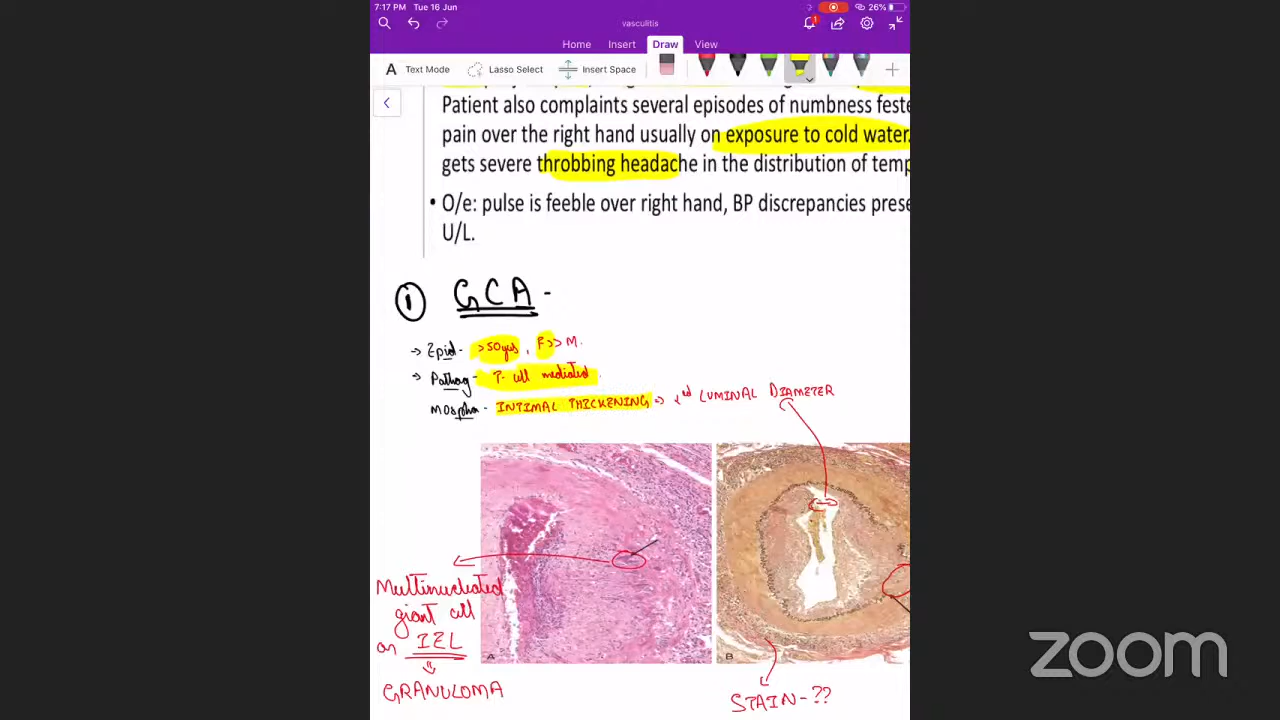 7:17 PM Tue 16 Jun
26%
vasculitis
Home Insert Draw View
A Text Mode Lasso Select Insert Space
Patient also complaints several episodes of numbness feste
pain over the right hand usually on exposure to cold water.
gets severe throbbing headache in the distribution of temp
• O/e: pulse is feeble over right hand, BP discrepancies prese
U/L.
① GCA -
→ Epid - >50yrs, F>> M.
→ Pathog - T-cell mediated
Morpho - INTIMAL THICKENING ⇒ ↓ed LUMINAL DIAMETER
Multinucleated
giant cell
on IEL
GRANULOMA
A
B
STAIN - ??
zoom